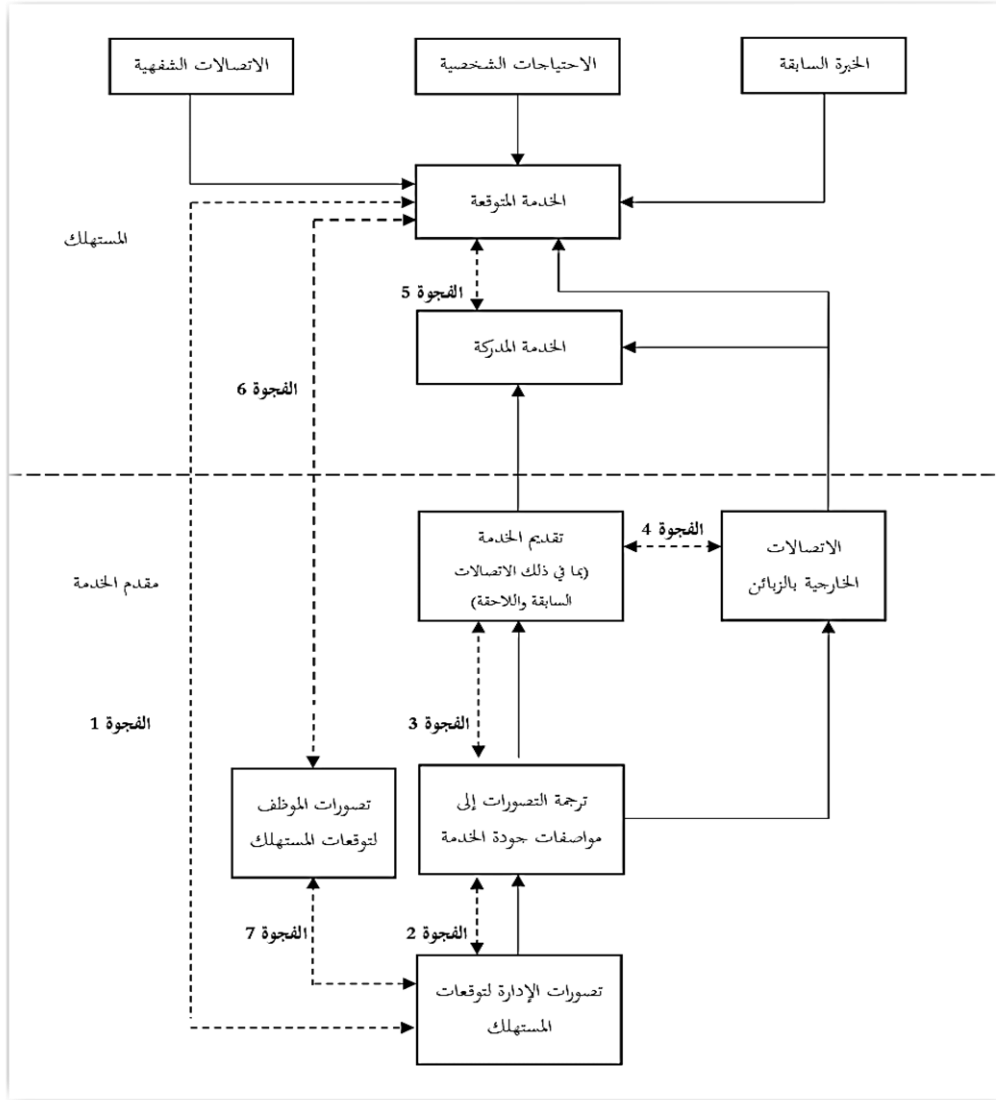 الخبرة السابقة
الاحتياجات الشخصية
الاتصالات الشفهية
الخدمة المتوقعة
المستهلك
الفجوة 5
الخدمة المدركة
الفجوة 6
تقديم الخدمة
(بما في ذلك الاتصالات
السابقة واللاحقة)
الفجوة 4
الاتصالات
الخارجية بالزبائن
مقدم الخدمة
الفجوة 3
الفجوة 1
ترجمة التصورات إلى
مواصفات جودة الخدمة
تصورات الموظف
لتوقعات المستهلك
الفجوة 2
الفجوة 7
تصورات الإدارة لتوقعات
المستهلك